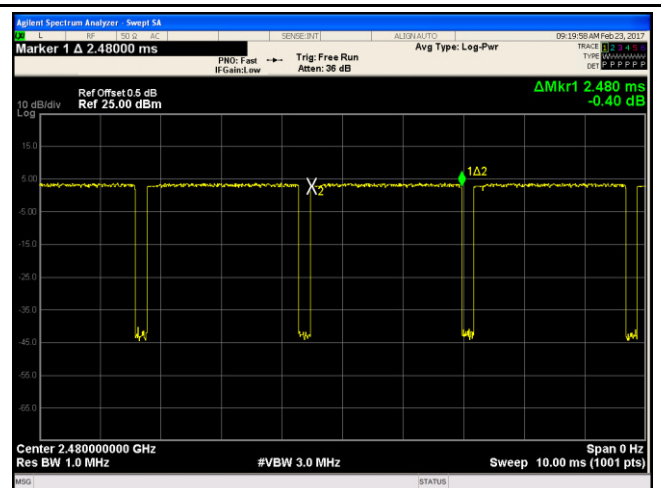 Agilent Spectrum Analyzer - Swept SA
L RF 50 Ω AC SENSE:INT ALIGN AUTO 09:19:58 AM Feb 23, 2017
Marker 1 Δ 2.48000 ms
PNO: Fast Trig: Free Run Avg Type: Log-Pwr TRACE 1 2 3 4 5 6
IFGain:Low Atten: 36 dB TYPE WWWWWW
DET P P P P P P
ΔMkr1 2.480 ms
-0.40 dB
Ref Offset 0.5 dB
10 dB/div Ref 25.00 dBm
Log
15.0
5.00
-5.00
-15.0
-25.0
-35.0
-45.0
-55.0
-65.0
X2
1Δ2
Center 2.480000000 GHz Span 0 Hz
Res BW 1.0 MHz #VBW 3.0 MHz Sweep 10.00 ms (1001 pts)
MSG STATUS